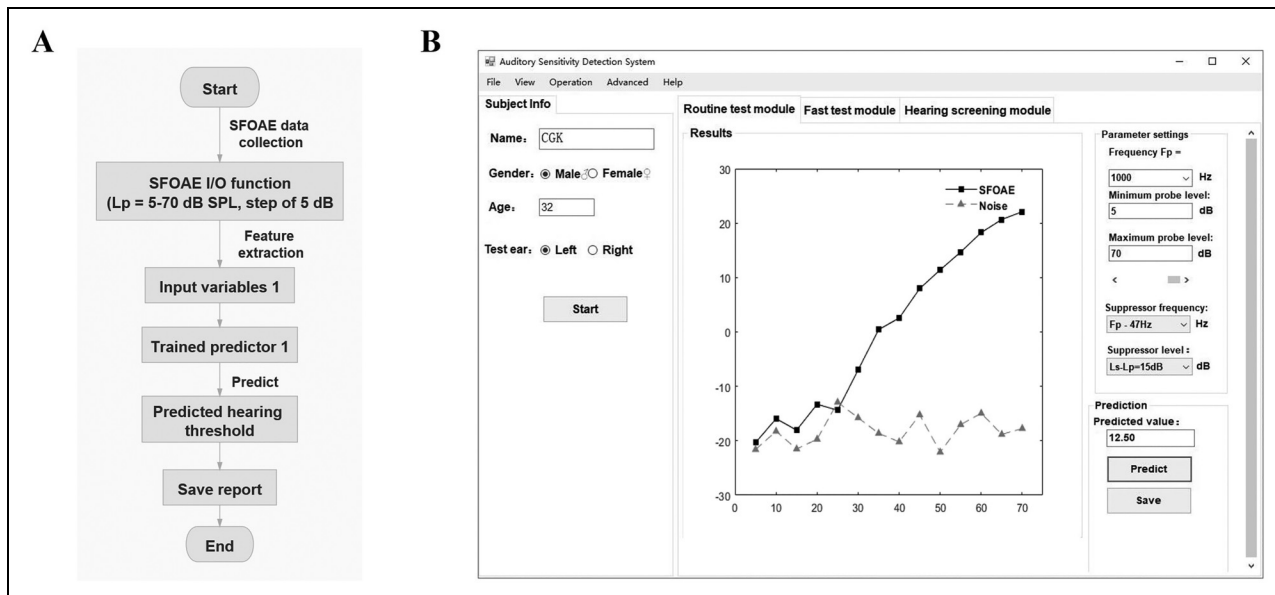 A
Start
SFOAE data
collection
SFOAE I/O function
(Lp = 5-70 dB SPL, step of 5 dB
Feature
extraction
Input variables 1
Trained predictor 1
Predict
Predicted hearing
threshold
Save report
End
B
Auditory Sensitivity Detection System
File View Operation Advanced Help
Subject Info
Name: CGK
Gender: Male♂ Female♀
Age: 32
Test ear: Left Right
Start
Routine test module Fast test module Hearing screening module
Results
30
20
10
0
-10
-20
-30
0 10 20 30 40 50 60 70
SFOAE
Noise
Parameter settings
Frequency Fp =
1000 Hz
Minimum probe level:
5 dB
Maximum probe level:
70 dB
< >
Suppressor frequency:
Fp - 47Hz Hz
Suppressor level:
Ls-Lp=15dB dB
Prediction
Predicted value:
12.50
Predict
Save